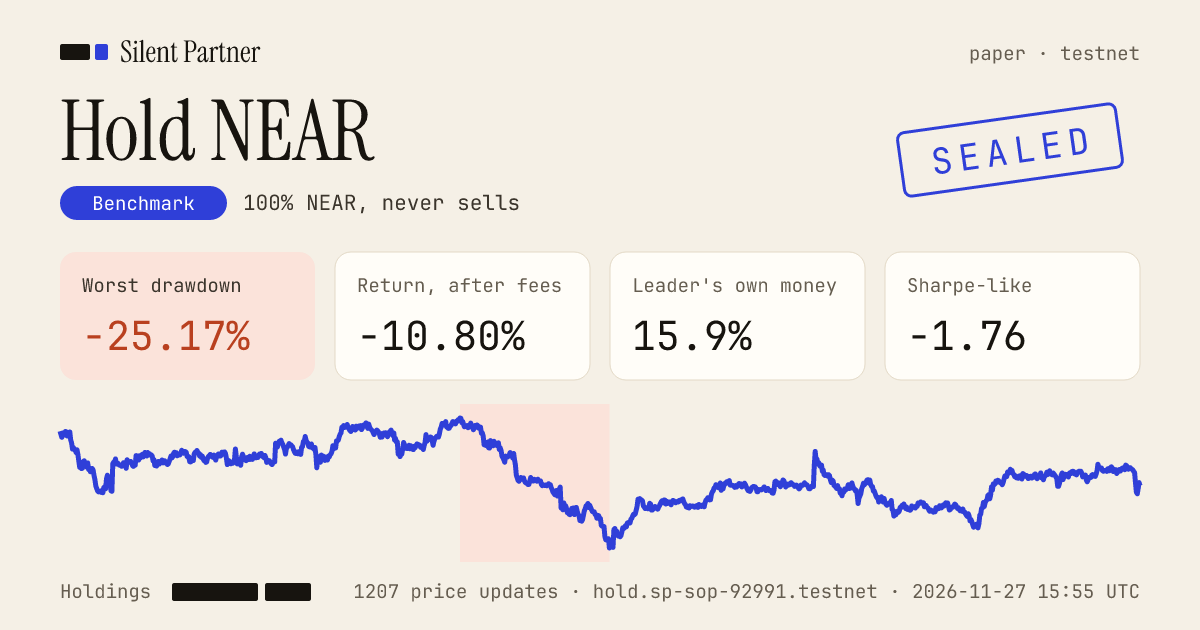 Silent Partner
paper · testnet
Hold NEAR
SEALED
Benchmark 100% NEAR, never sells
Worst drawdown
-25.17%
Return, after fees
-10.80%
Leader's own money
15.9%
Sharpe-like
-1.76
Holdings
1207 price updates · hold.sp-sop-92991.testnet · 2026-11-27 15:55 UTC